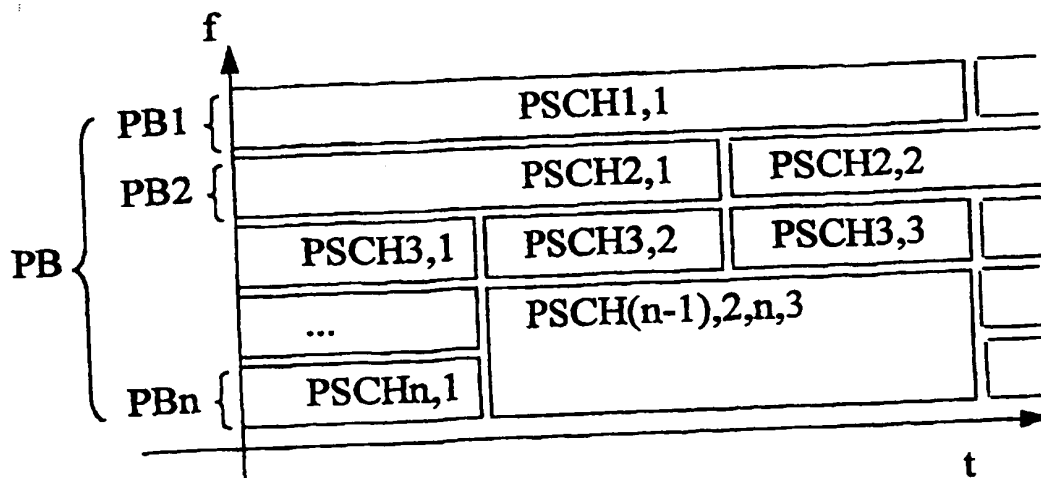 f
PB1
PSCH1,1
PB2
PSCH2,1
PSCH2,2
PB
PSCH3,1
PSCH3,2
PSCH3,3
...
PSCH(n-1),2,n,3
PBn
PSCHn,1
t